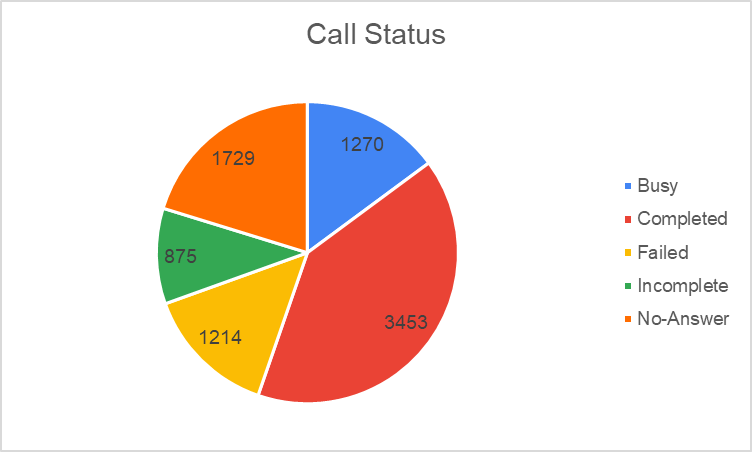 Call Status
1270
1729
875
3453
1214
Busy
Completed
Failed
Incomplete
No-Answer